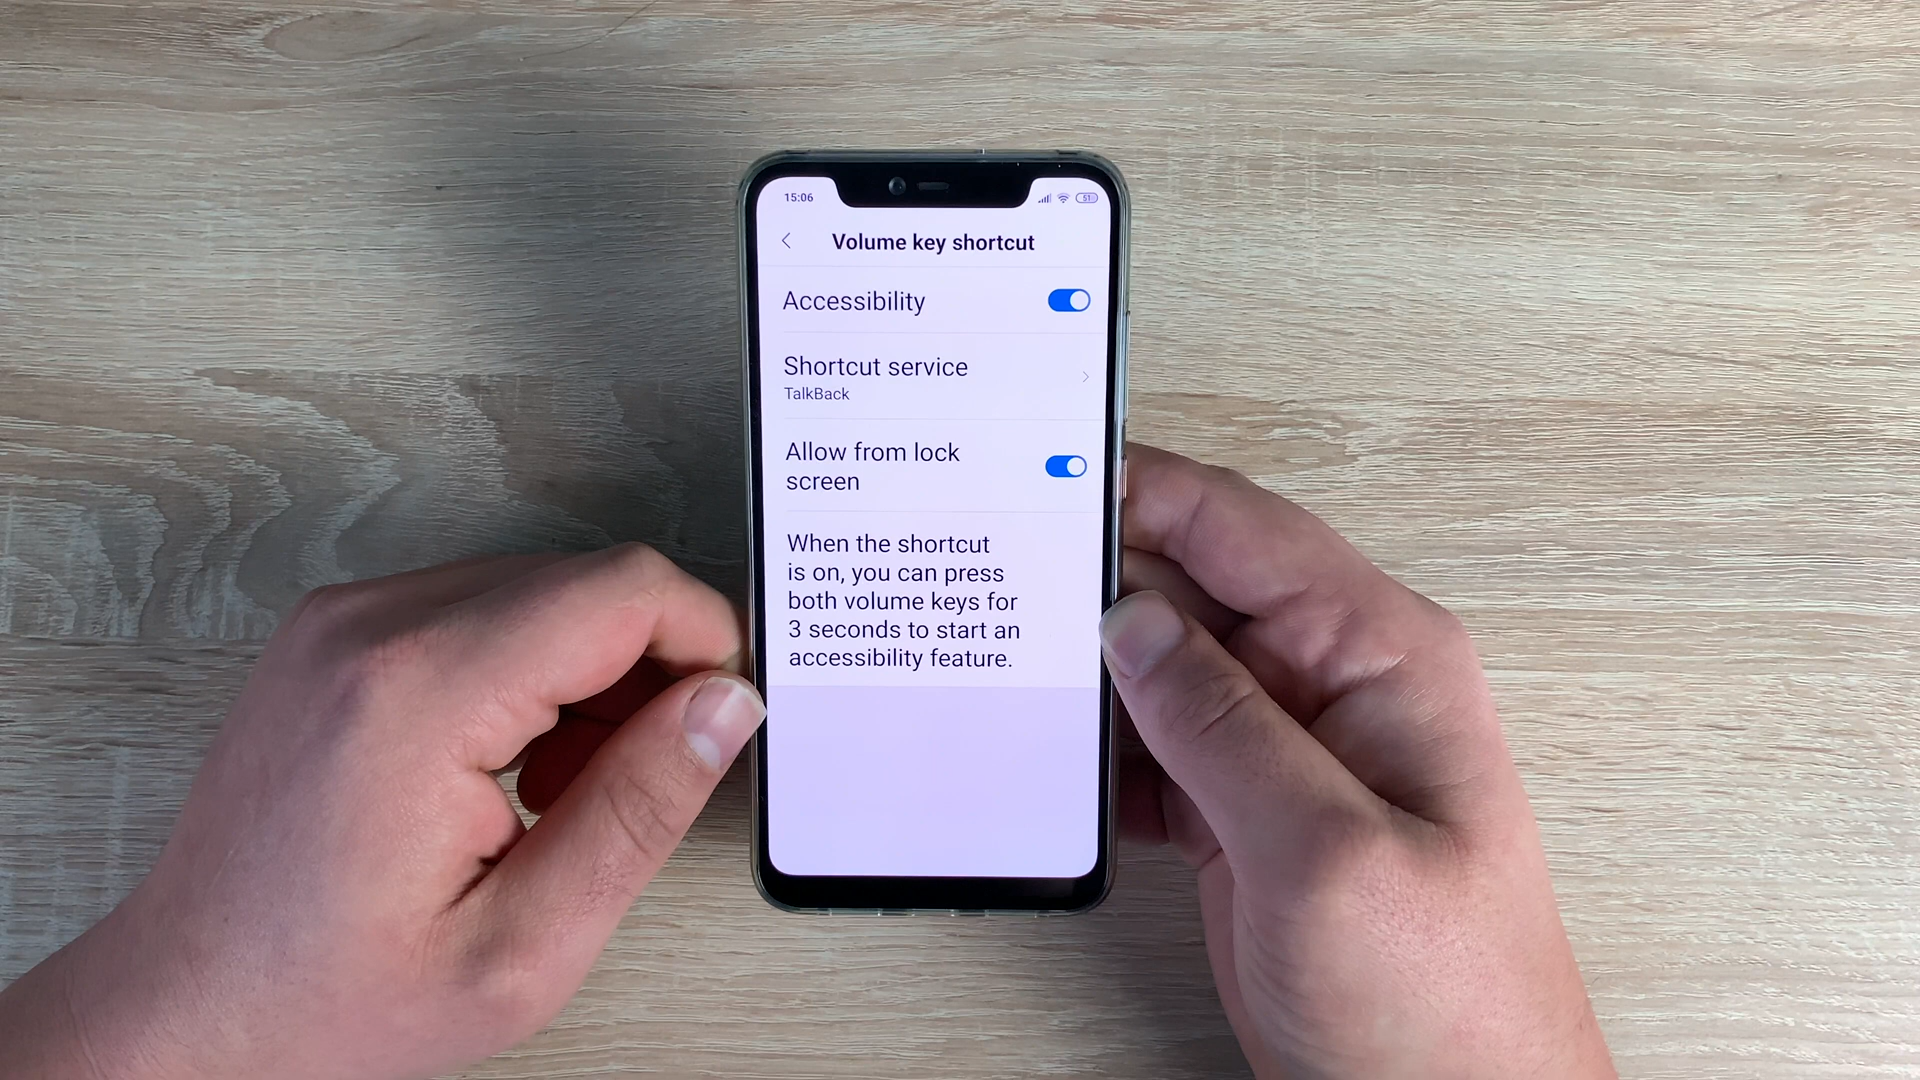 15:06
51
Volume key shortcut
Accessibility
Shortcut service
TalkBack
Allow from lock
screen
When the shortcut
is on, you can press
both volume keys for
3 seconds to start an
accessibility feature.